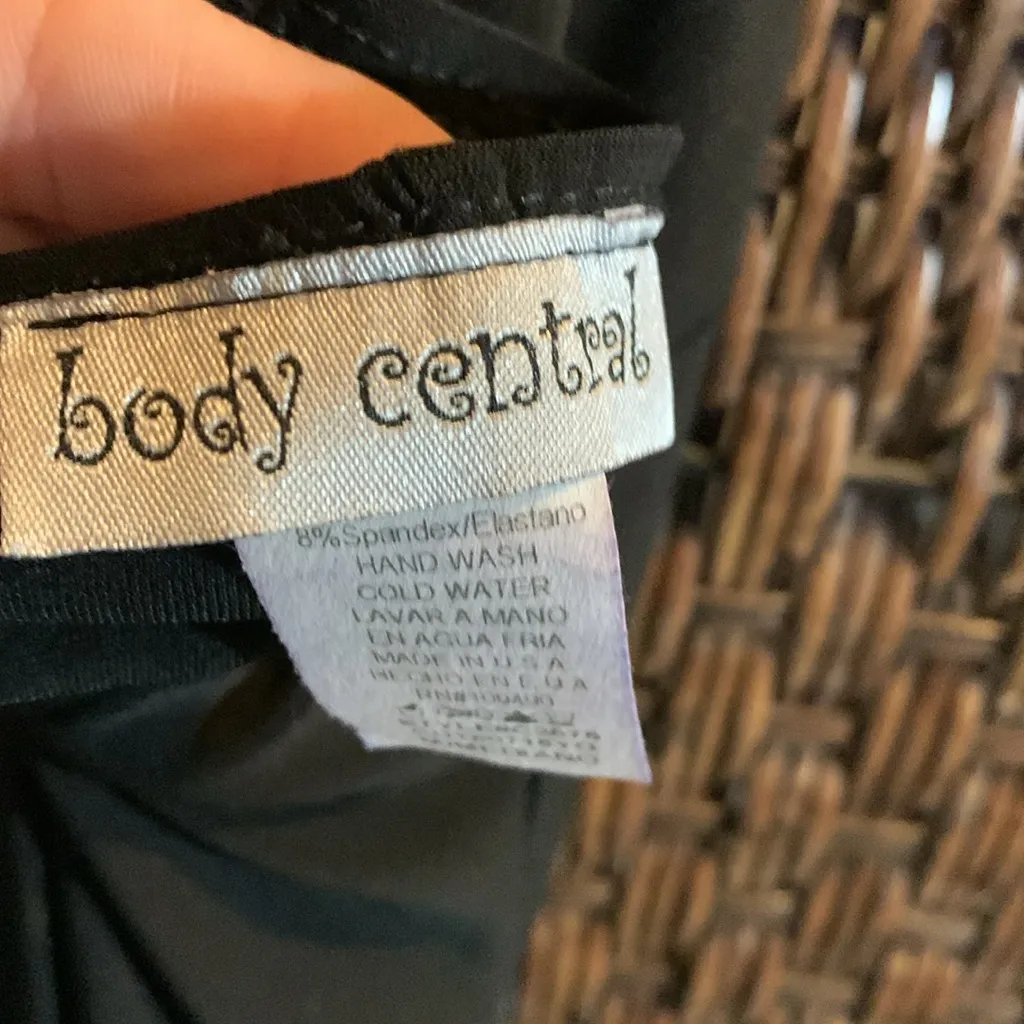 body central
8% Spandex/Elastano
HAND WASH
COLD WATER
LAVAR A MANO
EN AGUA FRIA
MADE IN U.S.A
HECHO EN E.U.A